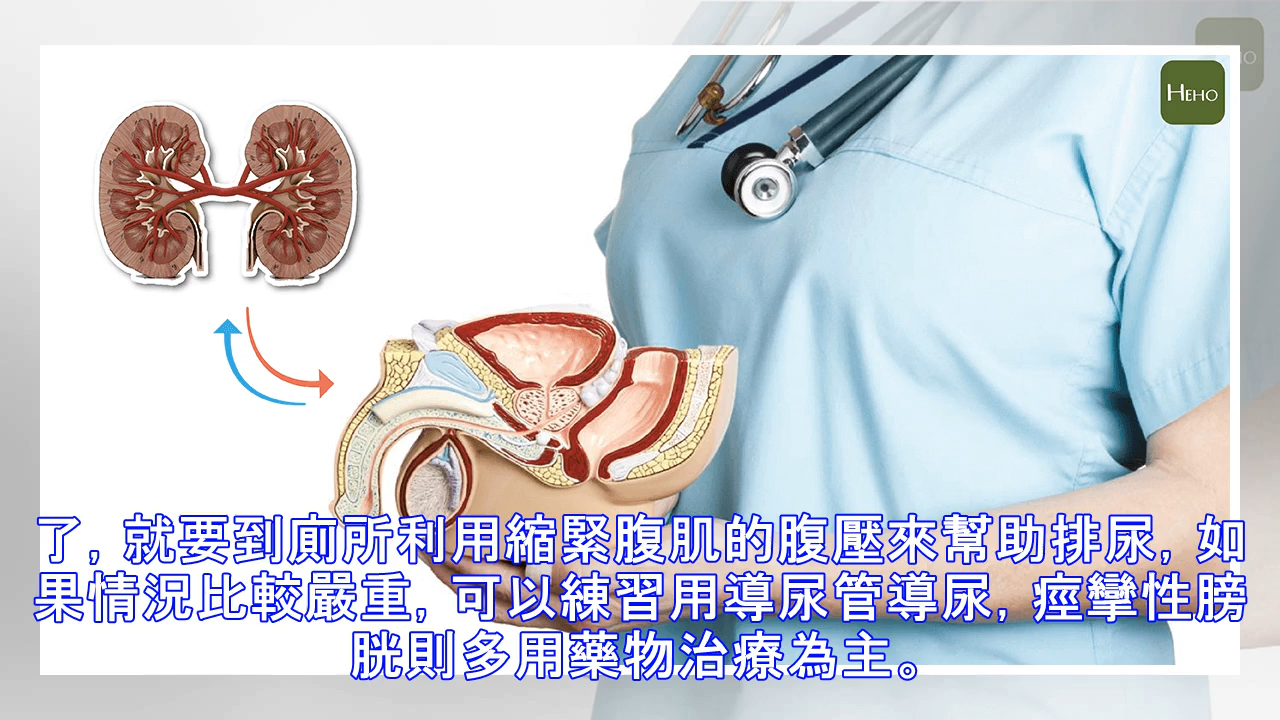 HEHO
HO
了, 就要到廁所利用縮緊腹肌的腹壓來幫助排尿, 如
果情況比較嚴重, 可以練習用導尿管導尿, 痙攣性膀
胱則多用藥物治療為主。